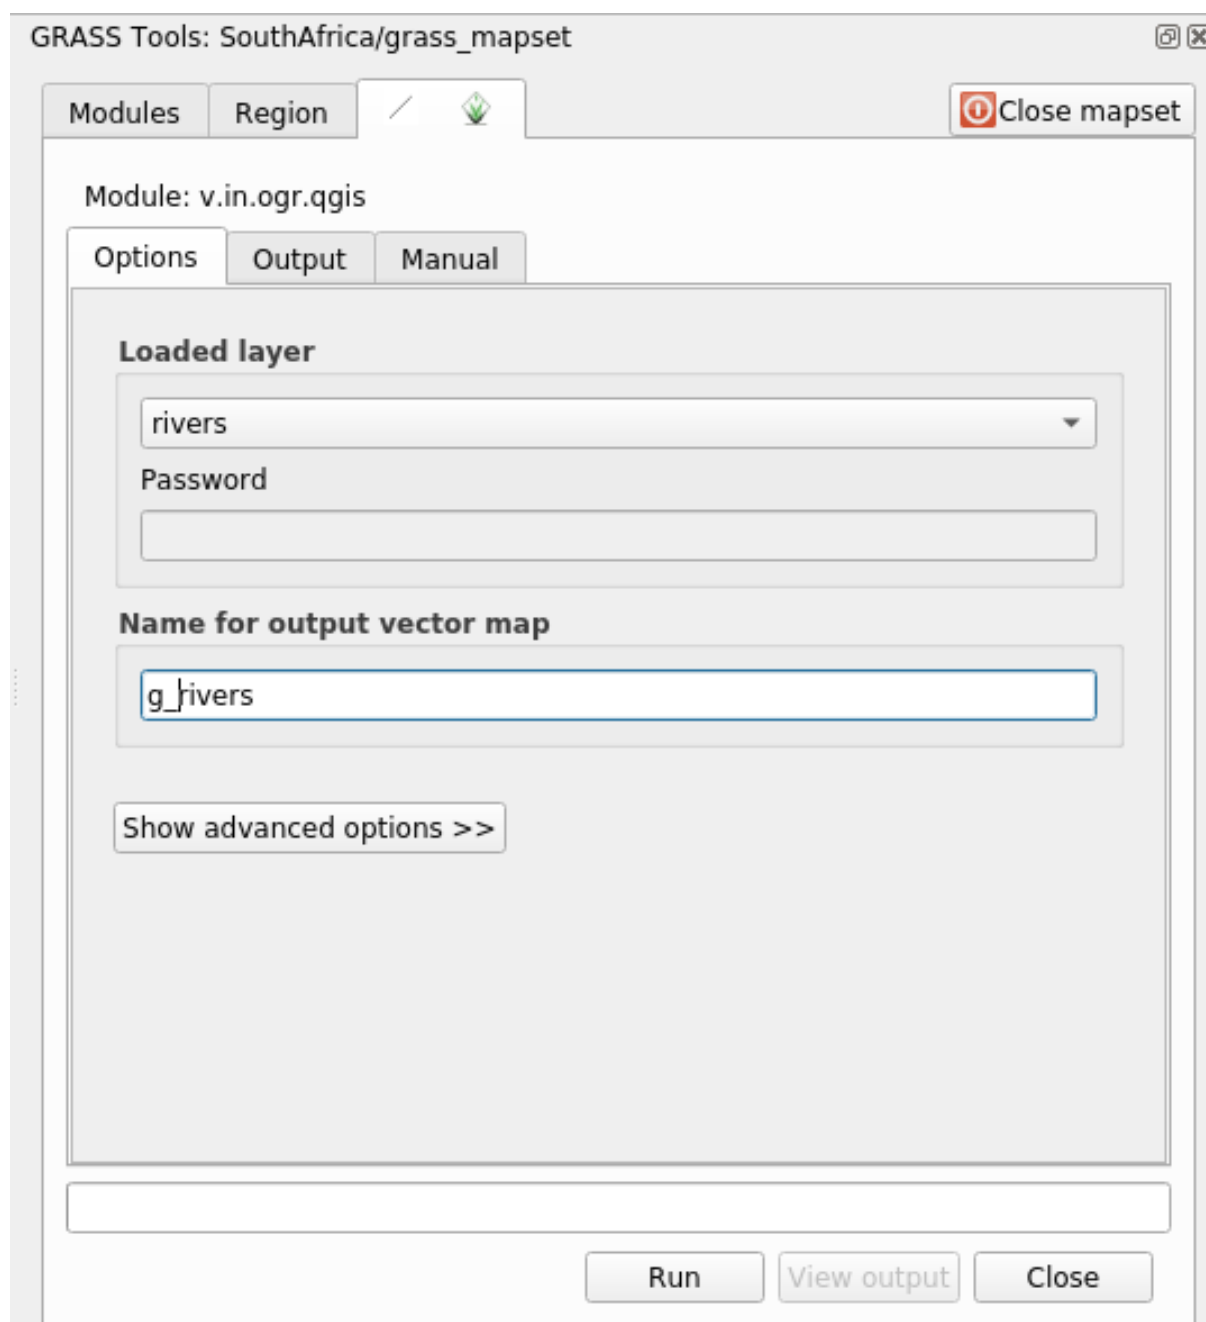 GRASS Tools: SouthAfrica/grass_mapset
Modules Region Close mapset
Module: v.in.ogr.qgis
Options Output Manual
Loaded layer
rivers
Password
Name for output vector map
g_rivers
Show advanced options >>
Run View output Close